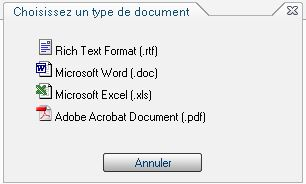 Choisissez un type de document
Rich Text Format (.rtf)
Microsoft Word (.doc)
Microsoft Excel (.xls)
Adobe Acrobat Document (.pdf)
Annuler